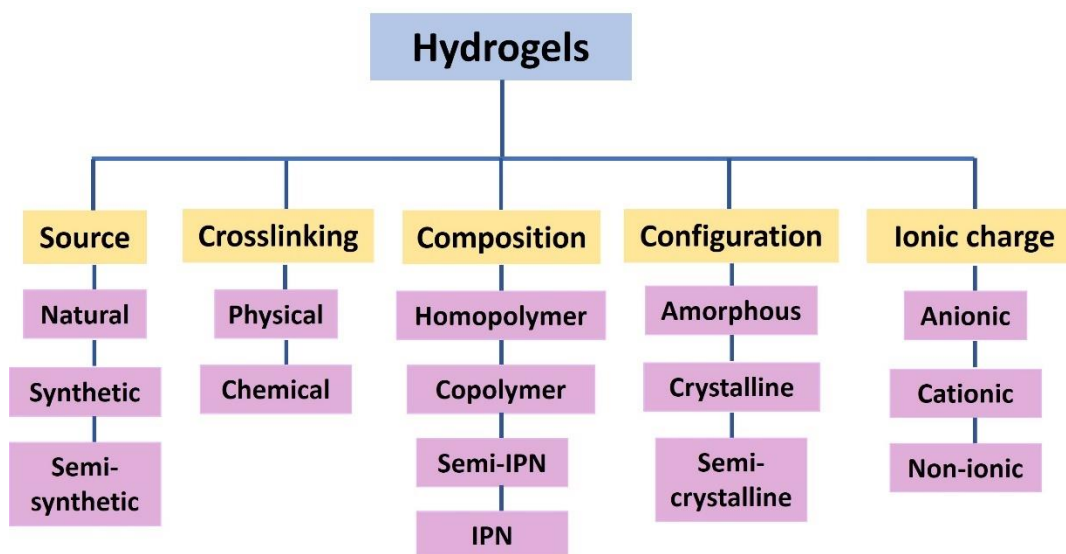 Hydrogels
Source
Natural
Synthetic
Semi-
synthetic
Crosslinking
Physical
Chemical
Composition
Homopolymer
Copolymer
Semi-IPN
IPN
Configuration
Amorphous
Crystalline
Semi-
crystalline
Ionic charge
Anionic
Cationic
Non-ionic